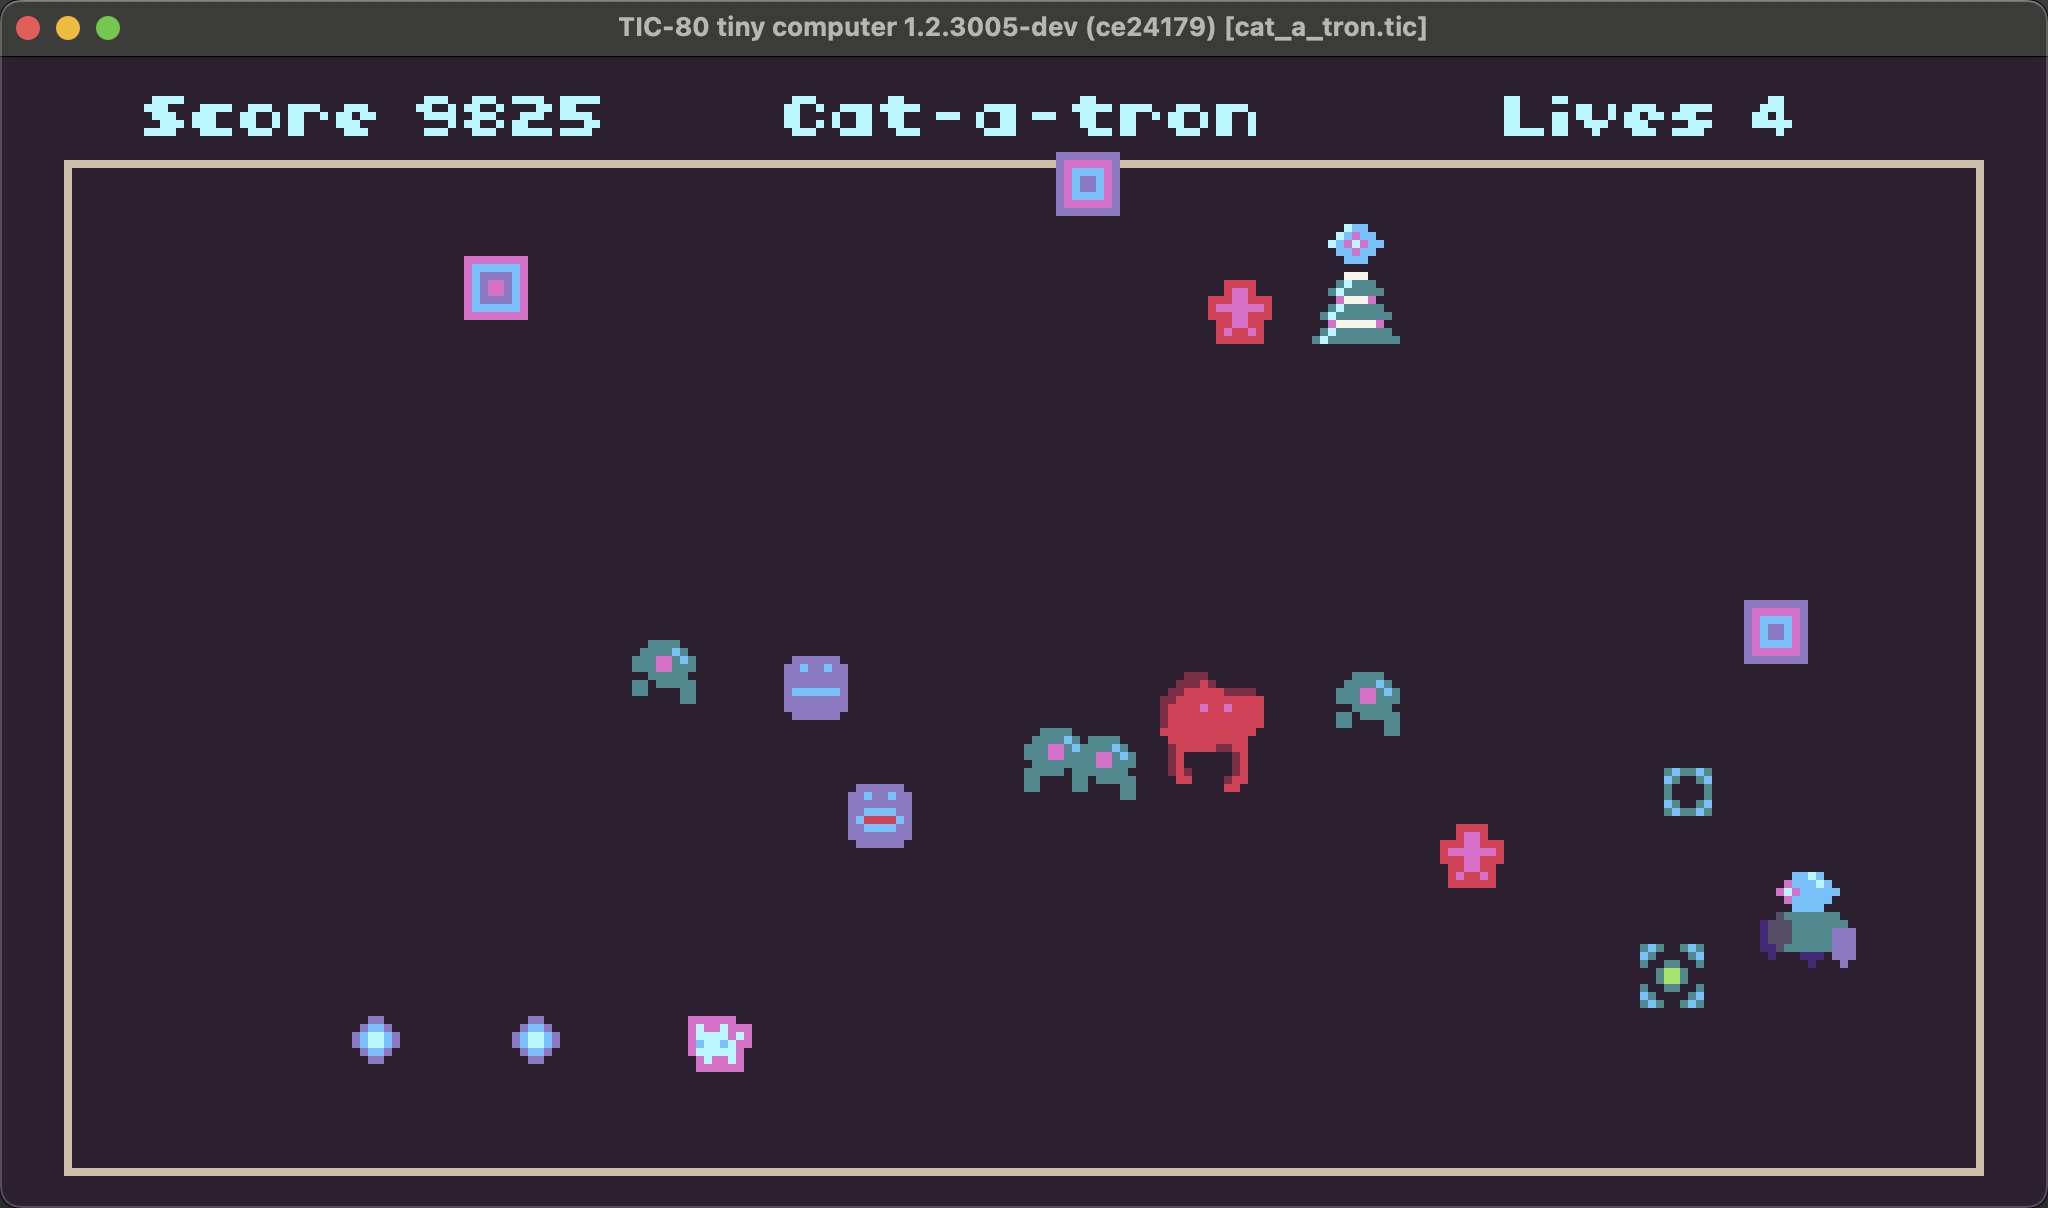 TIC-80 tiny computer 1.2.3005-dev (ce24179) [cat_a_tron.tic]
Score 9825 Cat-a-tron Lives 4